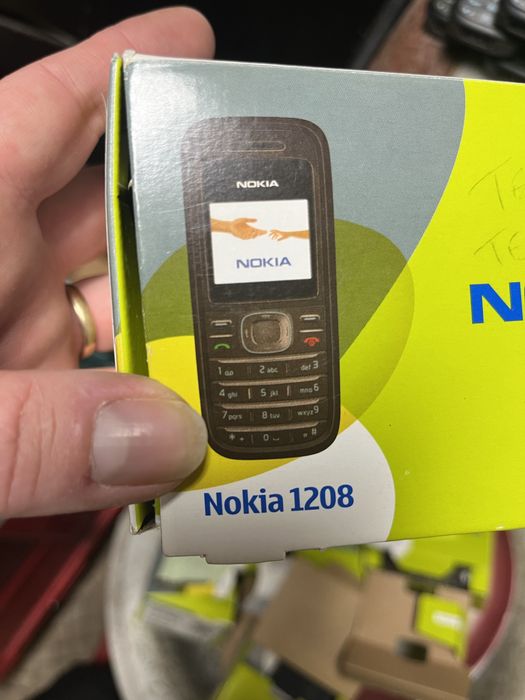 NOKIA
NOKIA
1
2 abc
def 3
4 ghi
5 jkl
mno 6
7 pqrs
8 tuv
wxyz 9
* +
0
#
Nokia 1208
N